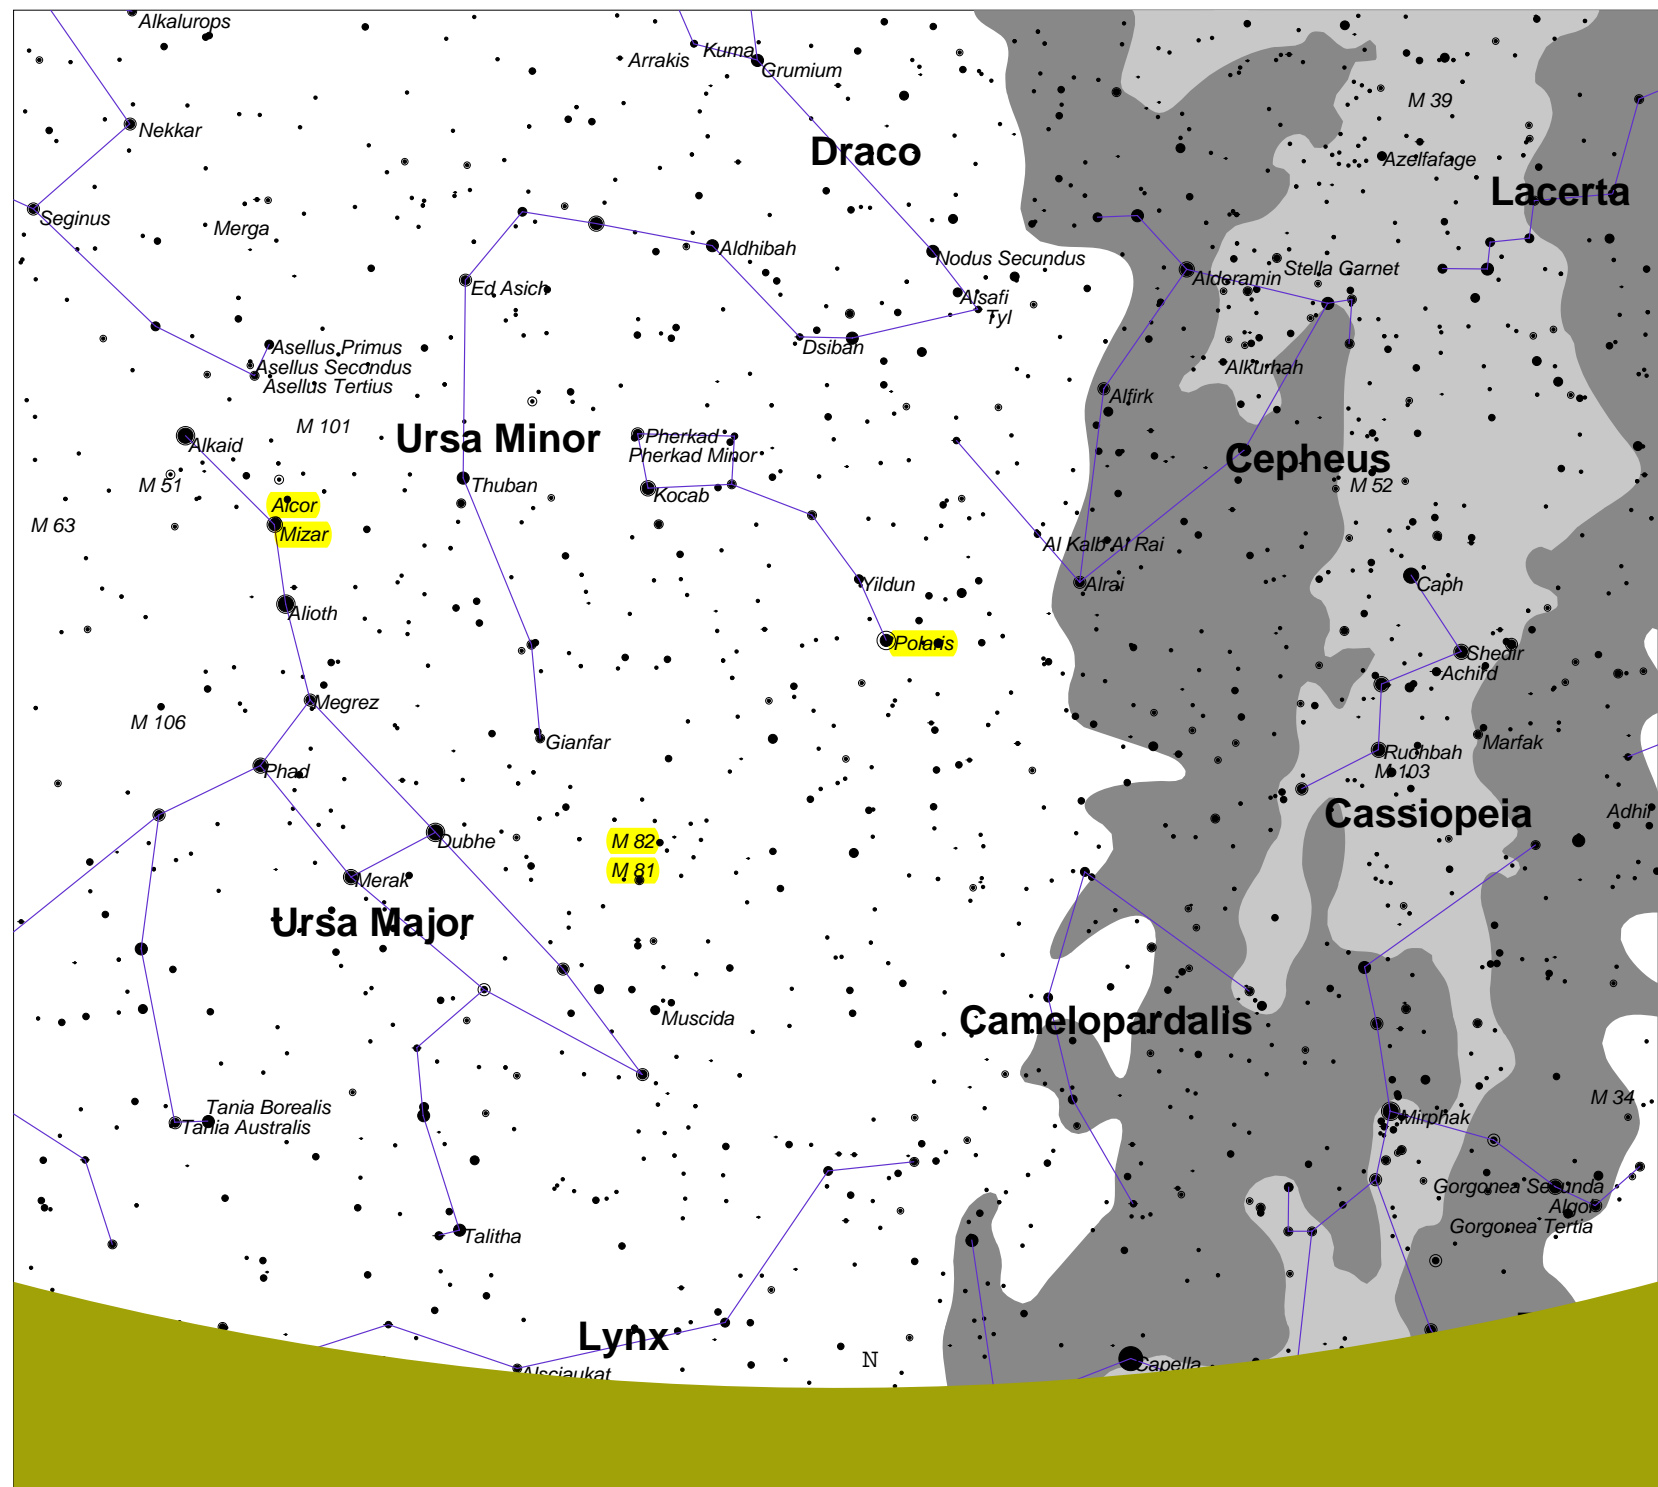 Alkalurops
Kuma
Arrakis
Grumium
M 39
Nekkar
Draco
Azelfafage
Lacerta
Seginus
Merga
Aldhibah
Nodus Secundus
Stella Garnet
Alderamin
Ed Asich
Alsafi
Tyl
Asellus Primus
Dsiban
Asellus Secondus
Alkurhah
Asellus Tertius
Alfirk
M 101
Ursa Minor
Pherkad
Alkaid
Pherkad Minor
Cepheus
M 51
Thuban
Kocab
M 52
Alcor
M 63
Mizar
Al Kalb Al Rai
Yildun
Alrai
Caph
Alioth
Polaris
Shedir
Achird
Megrez
M 106
Gianfar
Marfak
Ruchbah
Phad
M 103
Cassiopeia
Adhil
Dubhe
M 82
M 81
Merak
Ursa Major
Muscida
Camelopardalis
M 34
Tania Borealis
Tania Australis
Mirphak
Gorgonea Secunda
Algol
Gorgonea Tertia
Talitha
Lynx
N
Capella
Alsciaukat